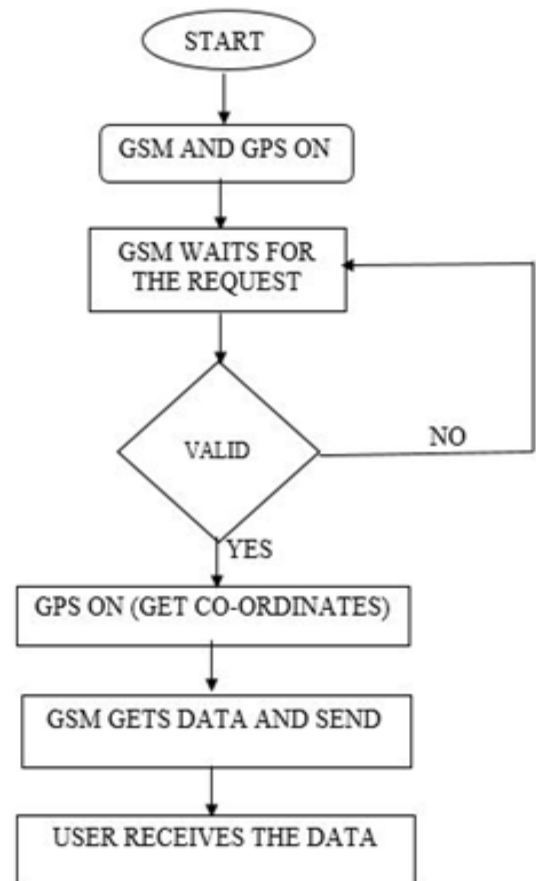 START
GSM AND GPS ON
GSM WAITS FOR
THE REQUEST
VALID
NO
YES
GPS ON (GET CO-ORDINATES)
GSM GETS DATA AND SEND
USER RECEIVES THE DATA